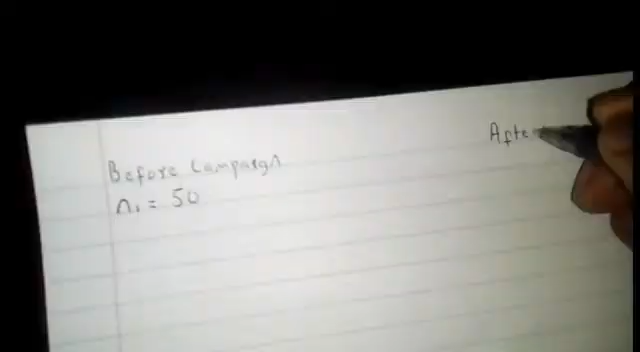 Before Campaign
n₁ = 50
Afte